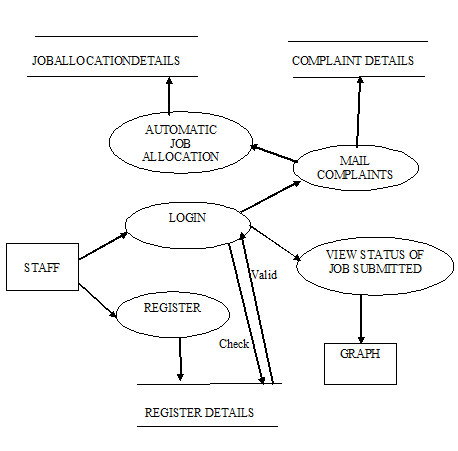 JOBALLOCATIONDETAILS
COMPLAINT DETAILS
AUTOMATIC
JOB
ALLOCATION
MAIL
COMPLAINTS
LOGIN
VIEW STATUS OF
JOB SUBMITTED
STAFF
Valid
REGISTER
Check
GRAPH
REGISTER DETAILS